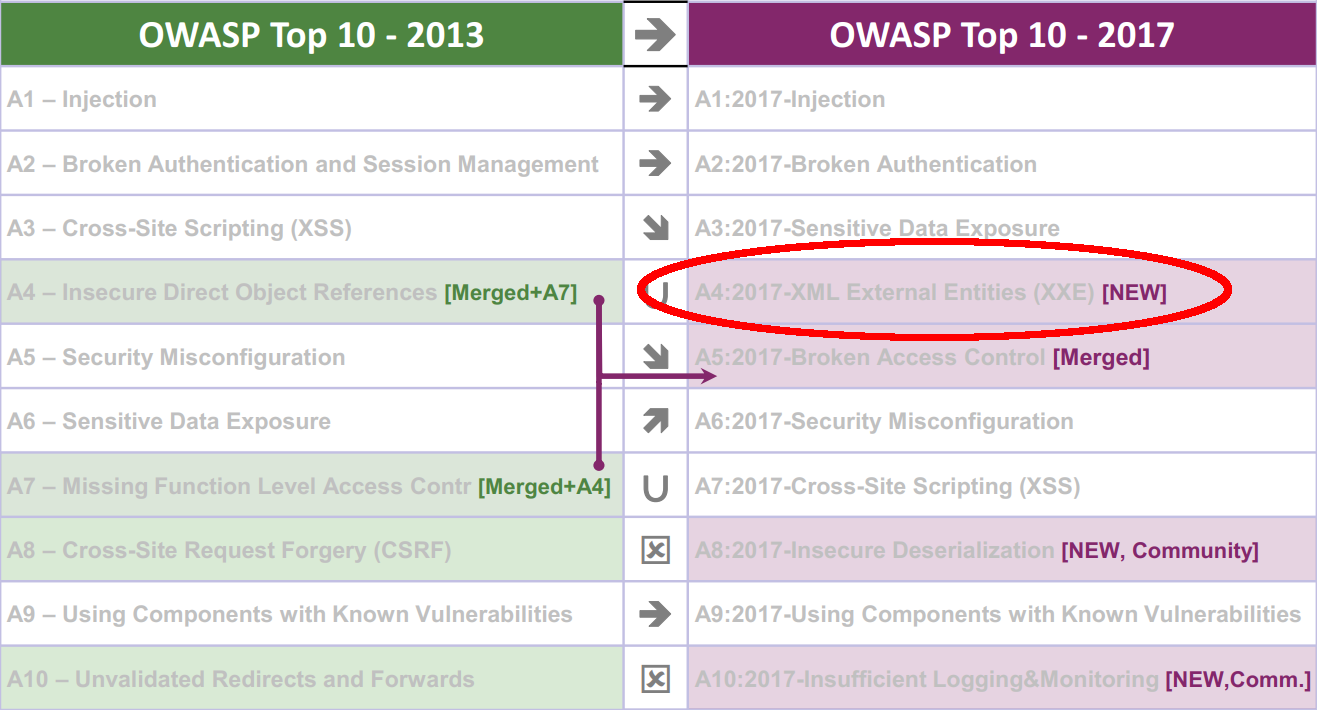 OWASP Top 10 - 2013 OWASP Top 10 - 2017
A1 – Injection A1:2017-Injection
A2 – Broken Authentication and Session Management A2:2017-Broken Authentication
A3 – Cross-Site Scripting (XSS) A3:2017-Sensitive Data Exposure
A4 – Insecure Direct Object References [Merged+A7] A4:2017-XML External Entities (XXE) [NEW]
A5 – Security Misconfiguration A5:2017-Broken Access Control [Merged]
A6 – Sensitive Data Exposure A6:2017-Security Misconfiguration
A7 – Missing Function Level Access Contr [Merged+A4] A7:2017-Cross-Site Scripting (XSS)
A8 – Cross-Site Request Forgery (CSRF) A8:2017-Insecure Deserialization [NEW, Community]
A9 – Using Components with Known Vulnerabilities A9:2017-Using Components with Known Vulnerabilities
A10 – Unvalidated Redirects and Forwards A10:2017-Insufficient Logging&Monitoring [NEW,Comm.]